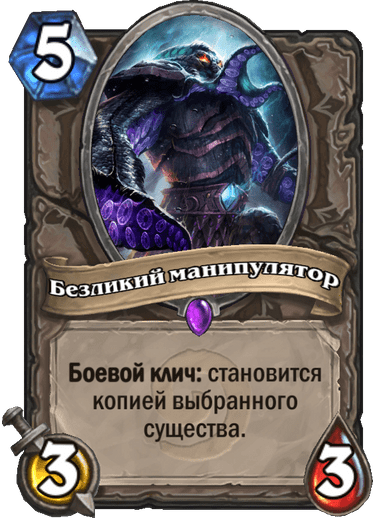 5
Безликий манипулятор
Боевой клич: становится
копией выбранного
существа.
3
3